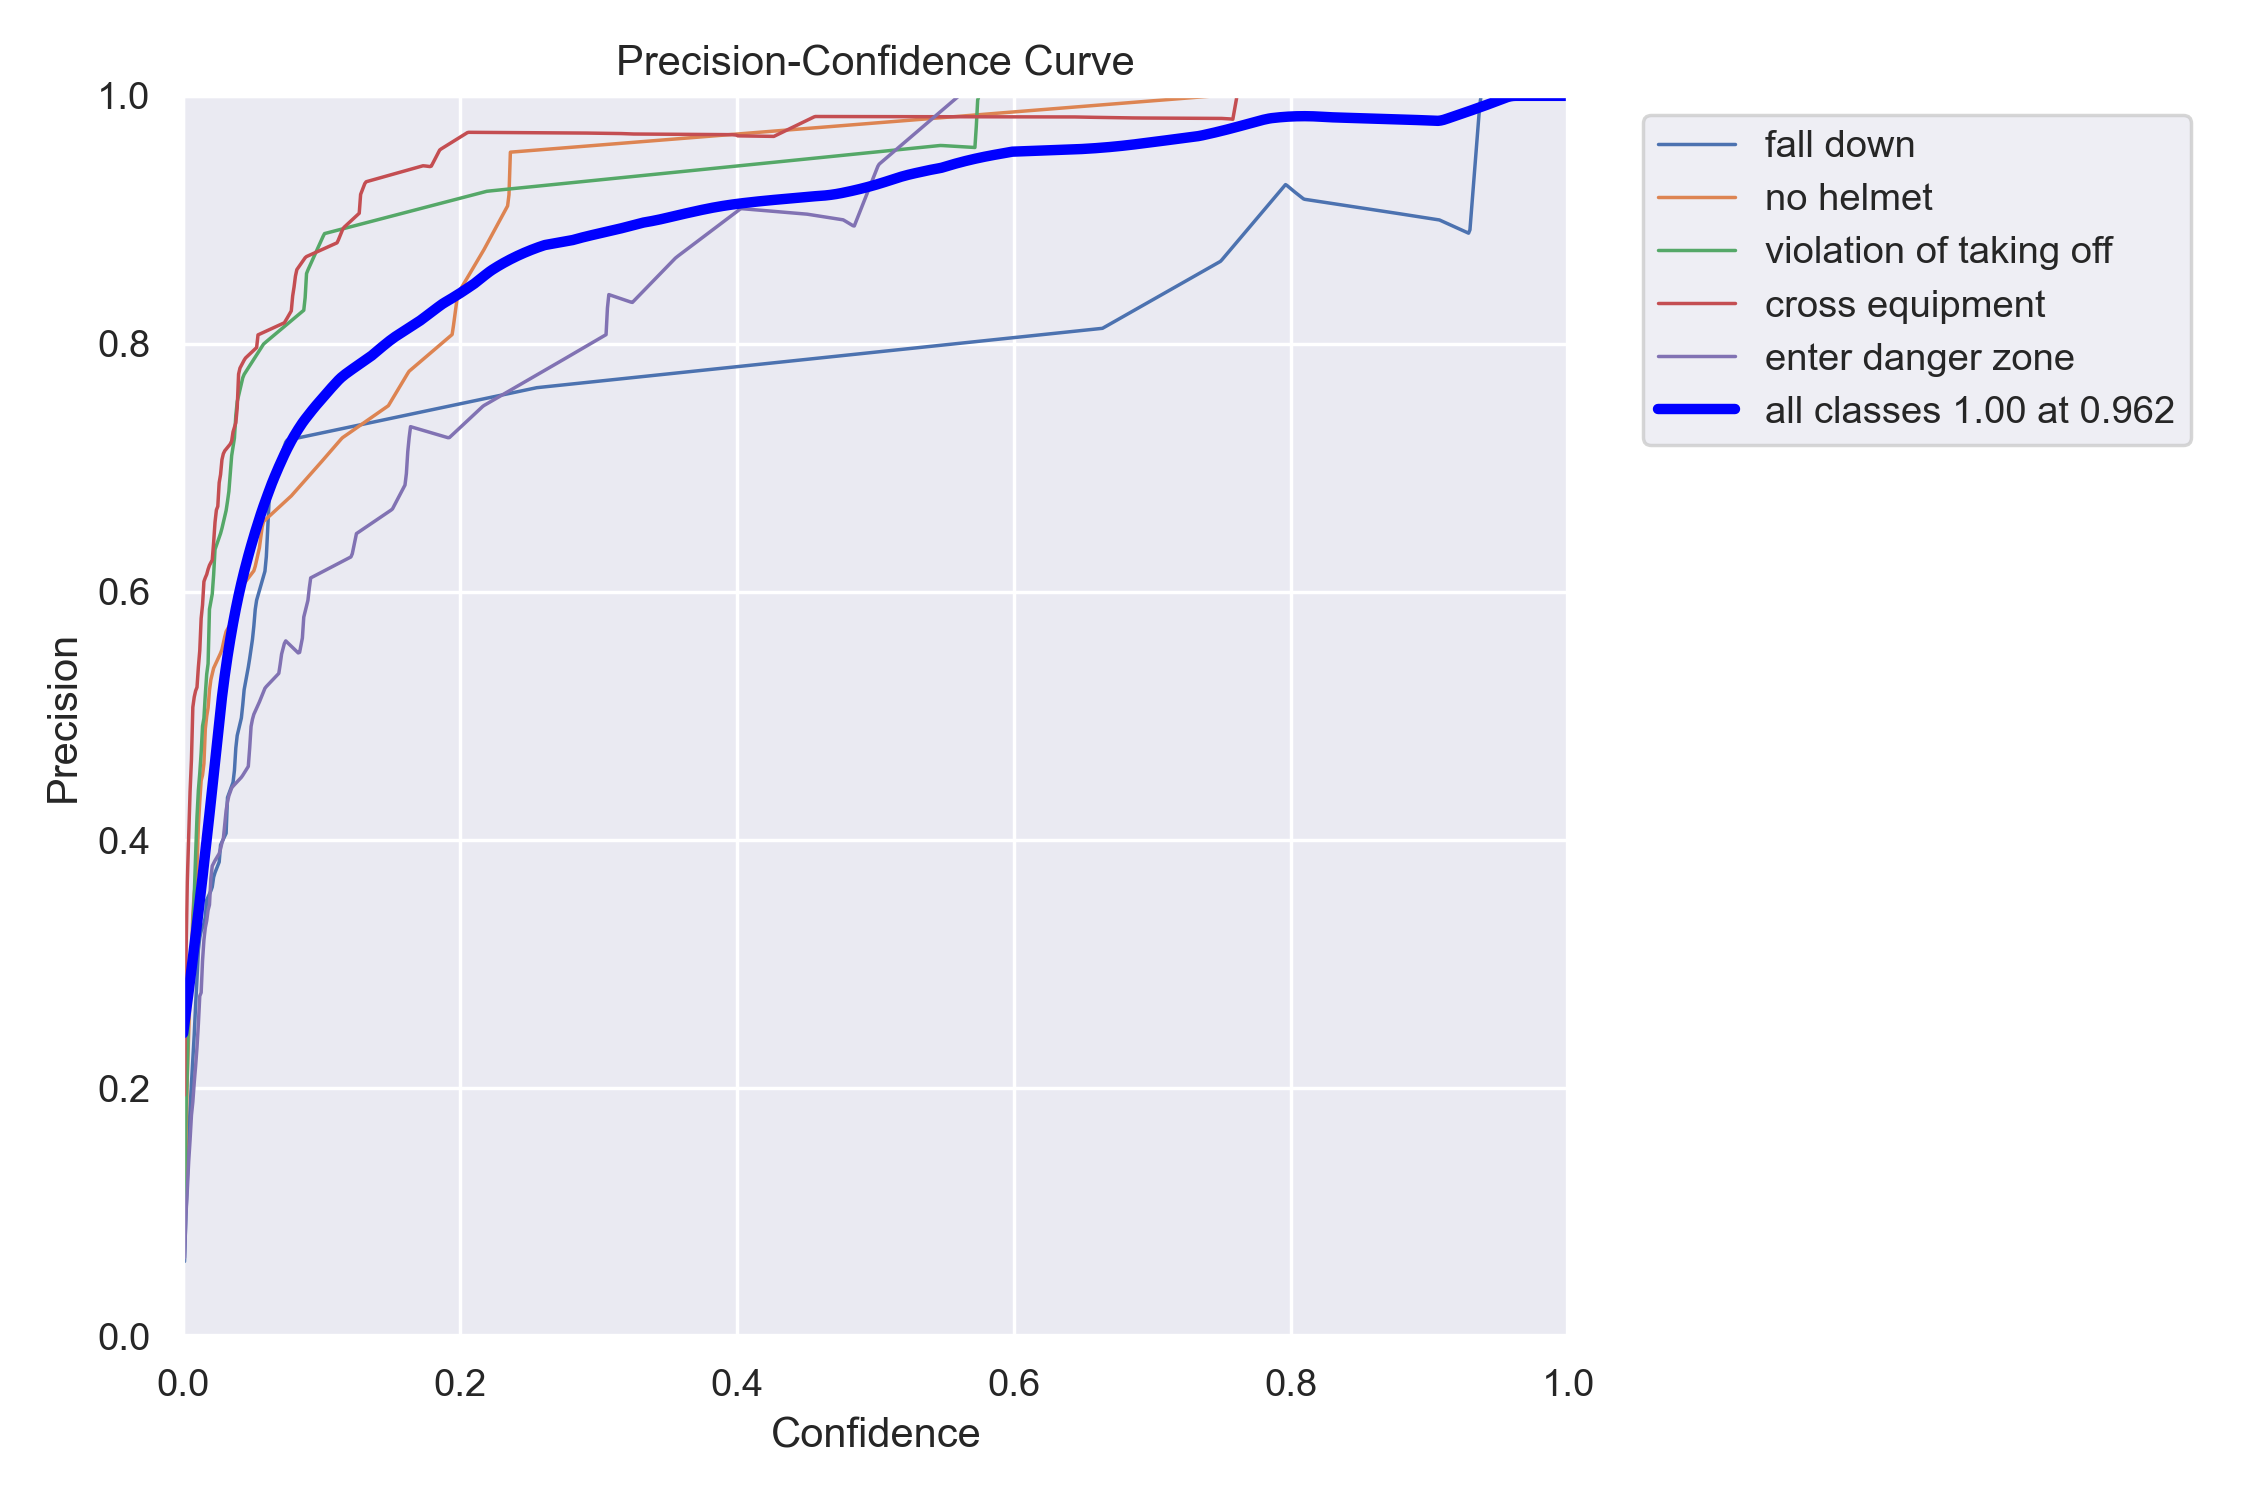 Precision-Confidence Curve
1.0
0.8
0.6
0.4
0.2
0.0
Precision
0.0 0.2 0.4 0.6 0.8 1.0
Confidence
fall down
no helmet
violation of taking off
cross equipment
enter danger zone
all classes 1.00 at 0.962